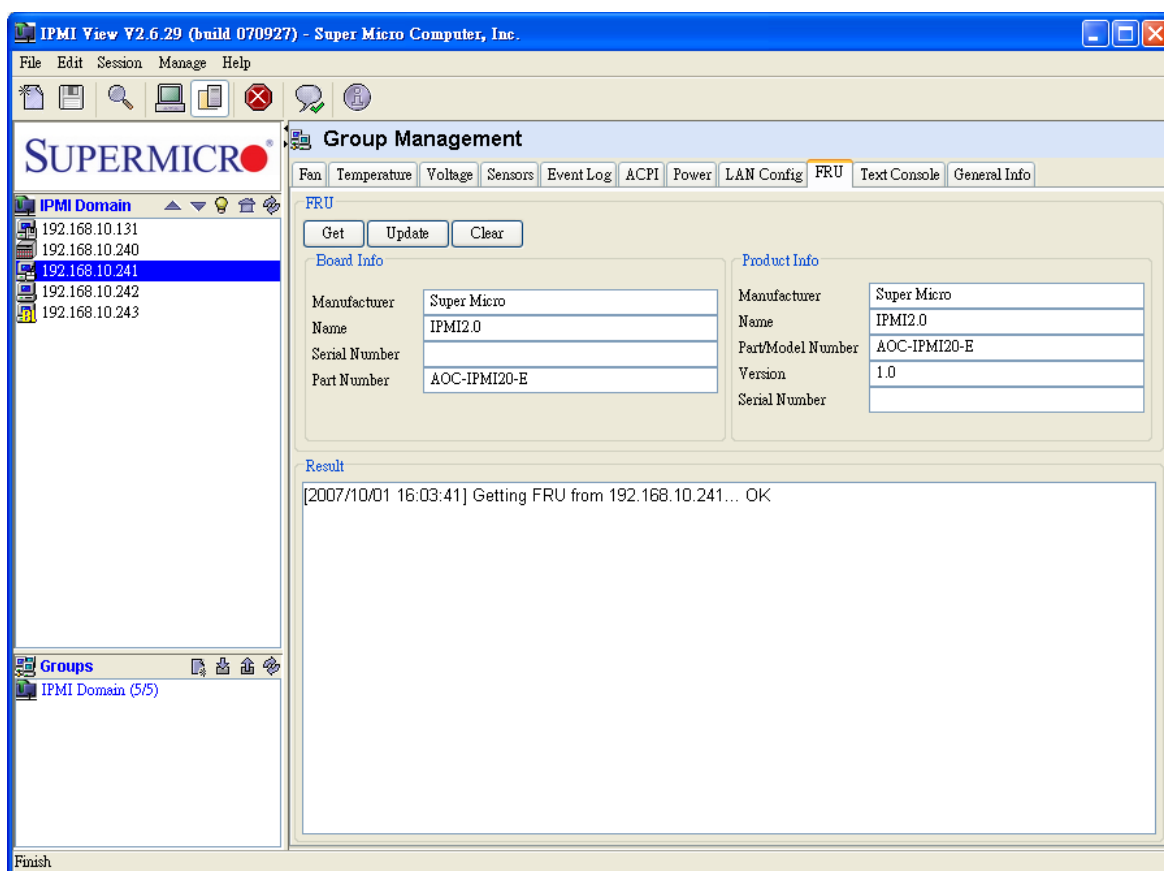 IPMI View V2.6.29 (build 070927) - Super Micro Computer, Inc.
File Edit Session Manage Help
SUPERMICRO®
Group Management
Fan Temperature Voltage Sensors Event Log ACPI Power LAN Config FRU Text Console General Info
IPMI Domain
192.168.10.131
192.168.10.240
192.168.10.241
192.168.10.242
192.168.10.243
FRU
Get Update Clear
Board Info
Manufacturer Super Micro
Name IPMI2.0
Serial Number
Part Number AOC-IPMI20-E
Product Info
Manufacturer Super Micro
Name IPMI2.0
Part/Model Number AOC-IPMI20-E
Version 1.0
Serial Number
Result
[2007/10/01 16:03:41] Getting FRU from 192.168.10.241... OK
Groups
IPMI Domain (5/5)
Finish